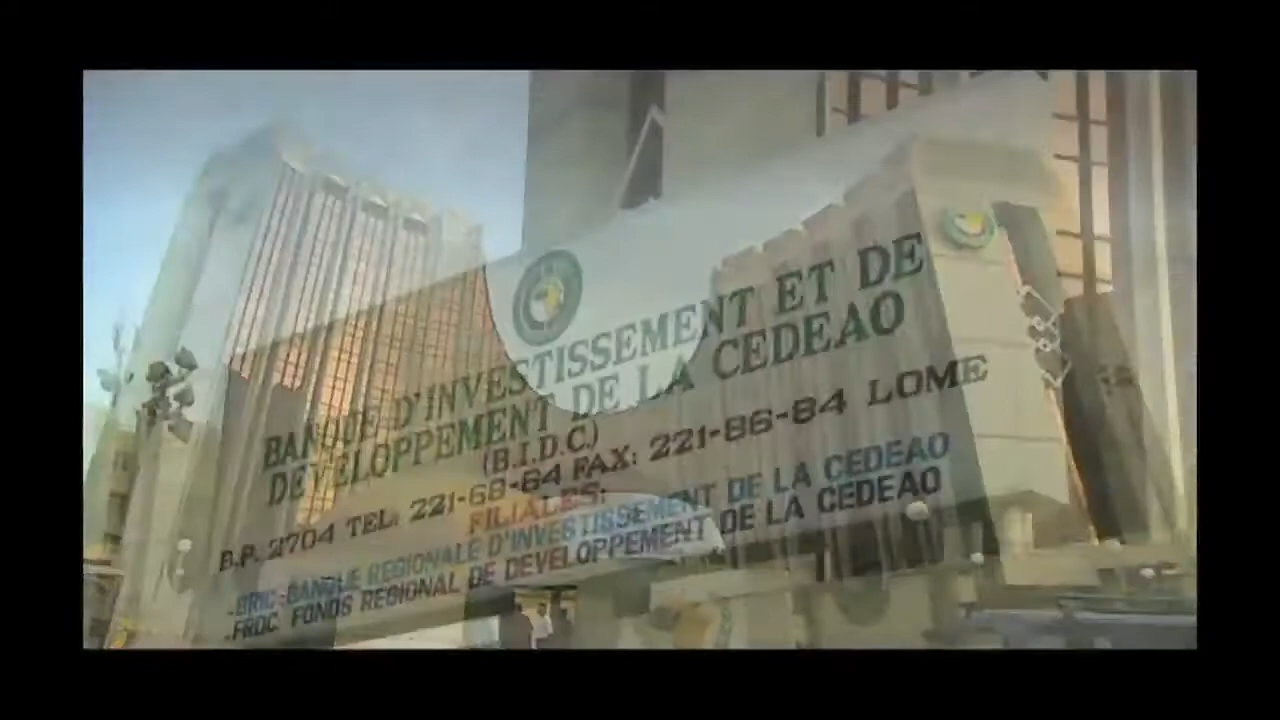 BANQUE D'INVESTISSEMENT ET DE
DEVELOPPEMENT DE LA CEDEAO
(B.I.D.C.)
B.P. 2704 TEL: 221-68-64 FAX: 221-86-84 LOME
FILIALES:
-BRIC :BANQUE REGIONALE D'INVESTISSEMENT DE LA CEDEAO
-FRDC FONDS REGIONAL DE DEVELOPPEMENT DE LA CEDEAO